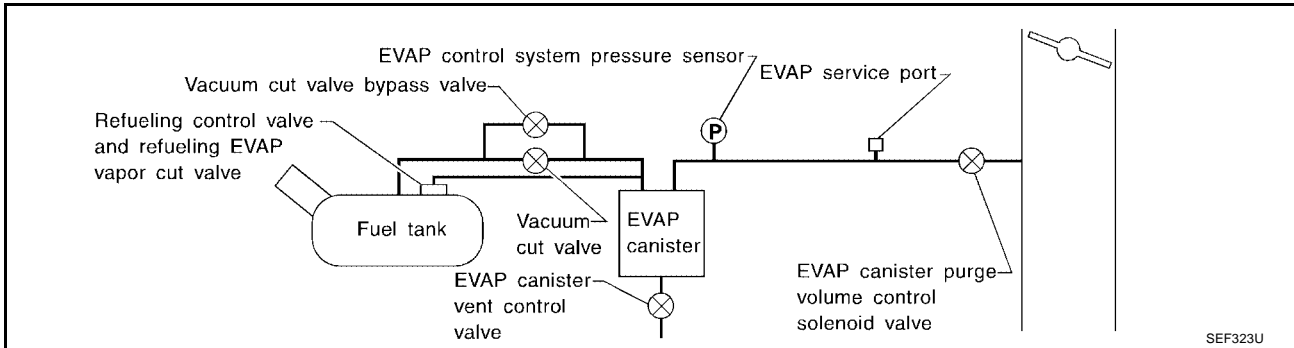 EVAP control system pressure sensor
EVAP service port
Vacuum cut valve bypass valve
Refueling control valve
and refueling EVAP
vapor cut valve
P
Fuel tank
Vacuum
cut valve
EVAP
canister
EVAP canister
vent control
valve
EVAP canister purge
volume control
solenoid valve
SEF323U